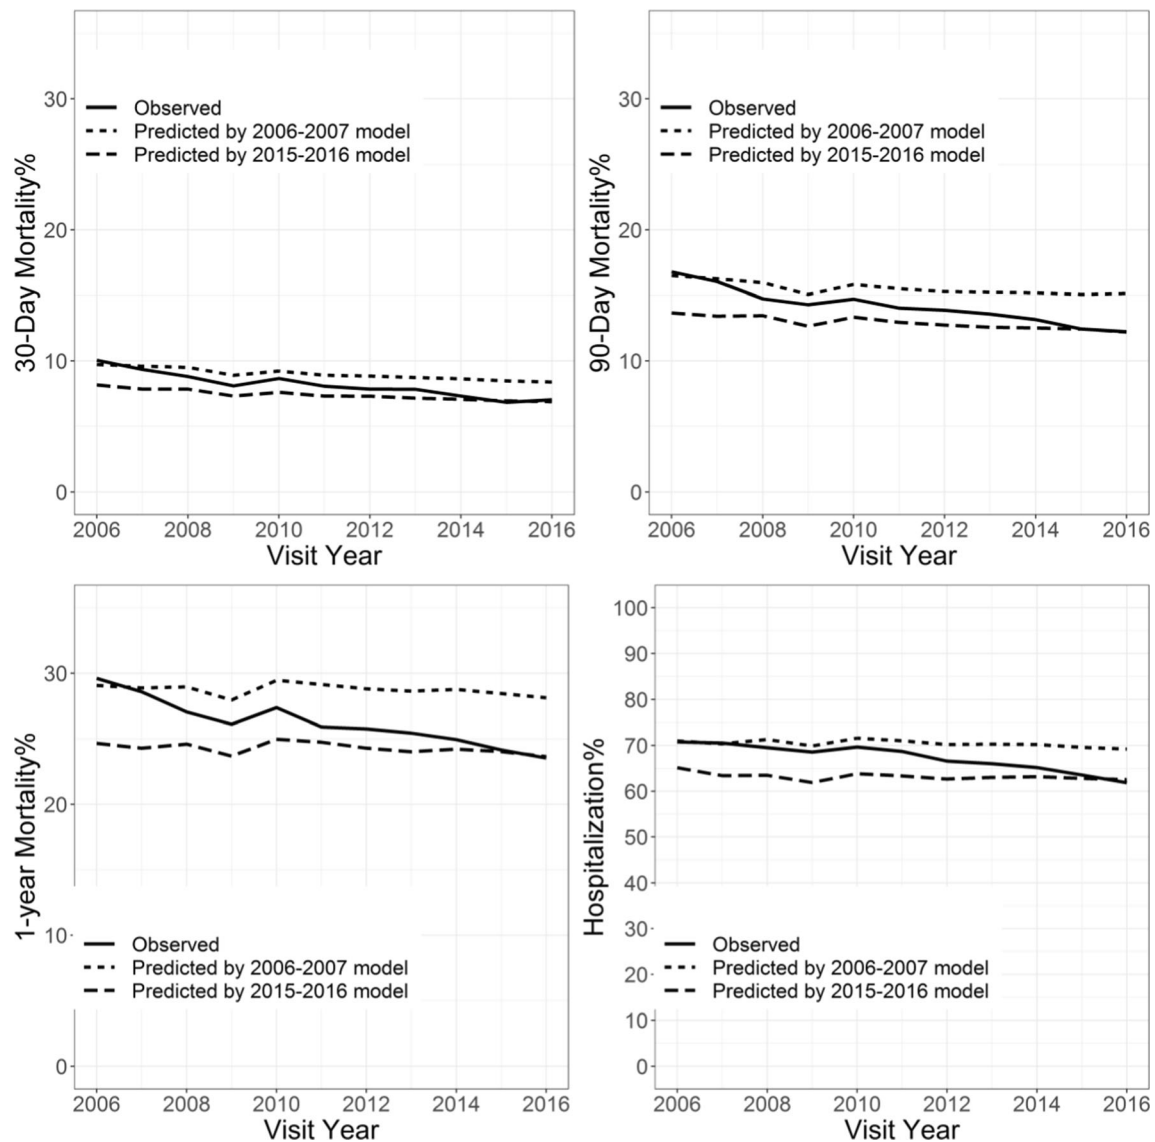 30-Day Mortality%
30
20
10
0
Observed
Predicted by 2006-2007 model
Predicted by 2015-2016 model
2006 2008 2010 2012 2014 2016
Visit Year
90-Day Mortality%
30
20
10
0
Observed
Predicted by 2006-2007 model
Predicted by 2015-2016 model
2006 2008 2010 2012 2014 2016
Visit Year
1-year Mortality%
30
20
10
0
Observed
Predicted by 2006-2007 model
Predicted by 2015-2016 model
2006 2008 2010 2012 2014 2016
Visit Year
Hospitalization%
100
90
80
70
60
50
40
30
20
10
0
Observed
Predicted by 2006-2007 model
Predicted by 2015-2016 model
2006 2008 2010 2012 2014 2016
Visit Year